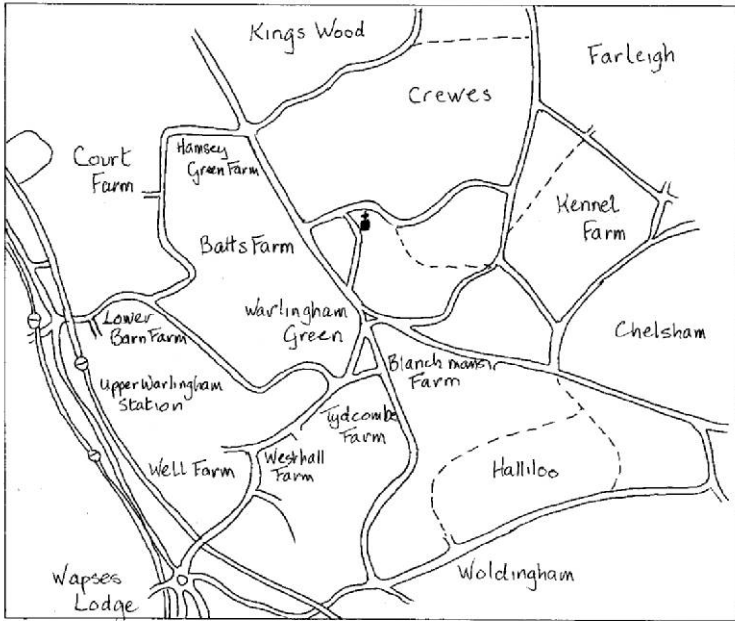 Kings Wood
Farleigh
Crewes
Court
Farm
Hamsey
Green Farm
Kennel
Farm
Batts Farm
Warlingham
Green
Lower
Barn Farm
Chelsham
Blanchmans
Farm
Upper Warlingham
Station
Tydcombe
Farm
Well Farm
Westhall
Farm
Halliloo
Wapses
Lodge
Woldingham